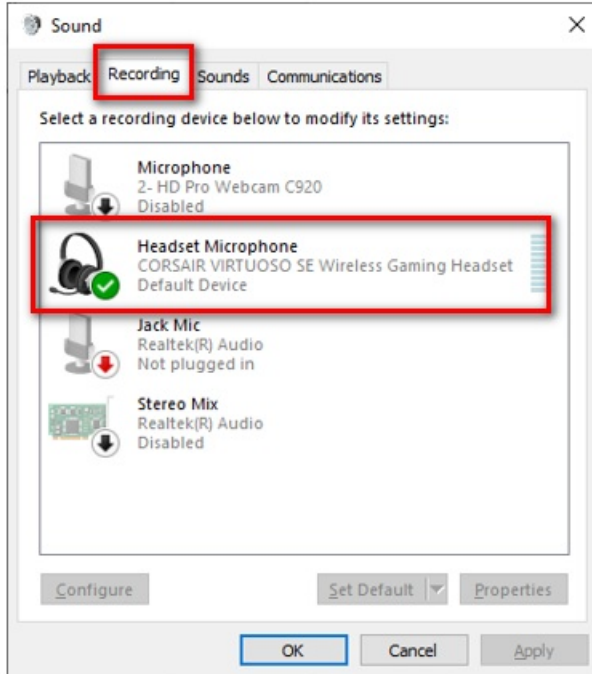 Sound
Playback Recording Sounds Communications
Select a recording device below to modify its settings:
Microphone
2- HD Pro Webcam C920
Disabled
Headset Microphone
CORSAIR VIRTUOSO SE Wireless Gaming Headset
Default Device
Jack Mic
Realtek(R) Audio
Not plugged in
Stereo Mix
Realtek(R) Audio
Disabled
Configure Set Default Properties
OK Cancel Apply